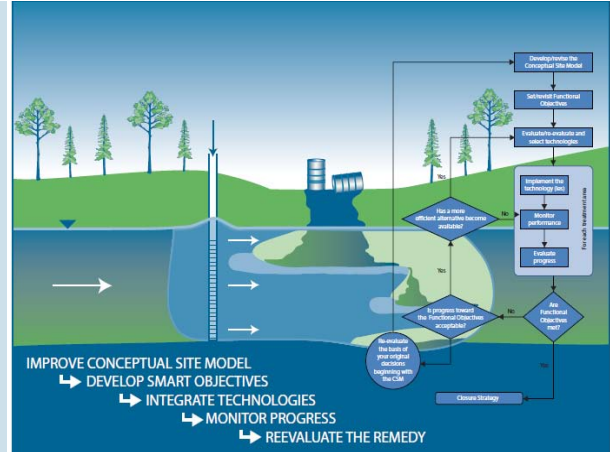 Develop/revise the
Conceptual Site Model
Set/revisit Functional
Objectives
Evaluate/re-evaluate and
select technologies
Yes
Implement the
technology (ies)
Has a more
efficient alternative become
available?
No
Monitor
performance
For each treatment area
Evaluate
progress
Yes
Is progress toward
the Functional Objectives
acceptable?
No
Are
Functional
Objectives
met?
Re-evaluate
the basis of
your original
decisions
beginning with
the CSM
Yes
Closure Strategy
IMPROVE CONCEPTUAL SITE MODEL
DEVELOP SMART OBJECTIVES
INTEGRATE TECHNOLOGIES
MONITOR PROGRESS
REEVALUATE THE REMEDY